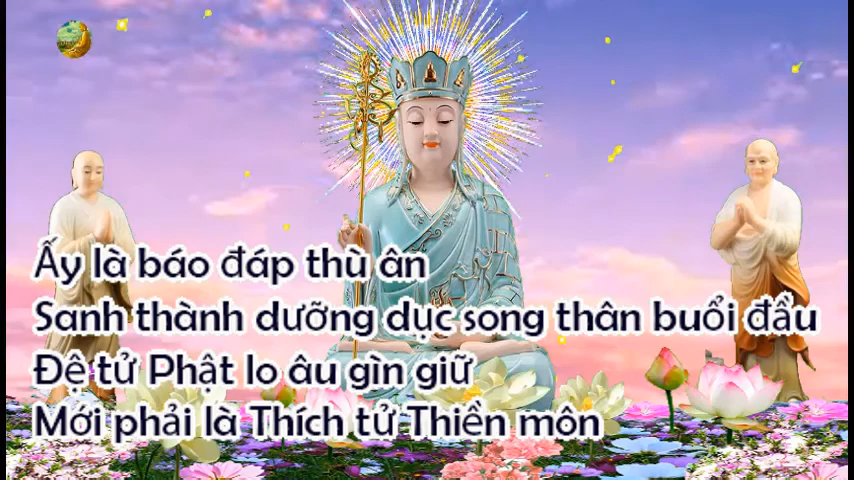 Ấy là báo đáp thù ân
Sanh thành dưỡng dục song thân buổi đầu
Đệ tử Phật lo âu gìn giữ
Mới phải là Thích tử Thiền môn